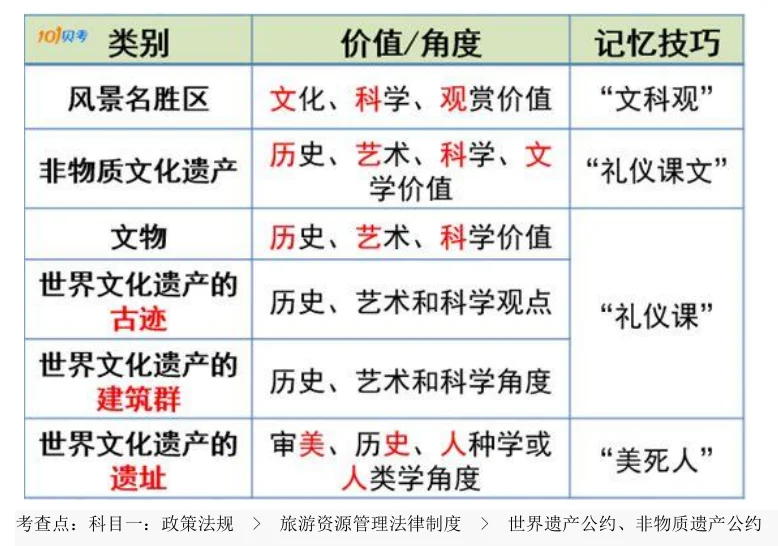 101贝考 类别 价值/角度 记忆技巧
风景名胜区 文化、科学、观赏价值 “文科观”
非物质文化遗产 历史、艺术、科学、文 “礼仪课文”
学价值
文物 历史、艺术、科学价值
世界文化遗产的
古迹
历史、艺术和科学观点
“礼仪课”
世界文化遗产的
建筑群
历史、艺术和科学角度
世界文化遗产的
遗址
审美、历史、人种学或
人类学角度
“美死人”
考查点：科目一：政策法规 > 旅游资源管理法律制度 > 世界遗产公约、非物质遗产公约